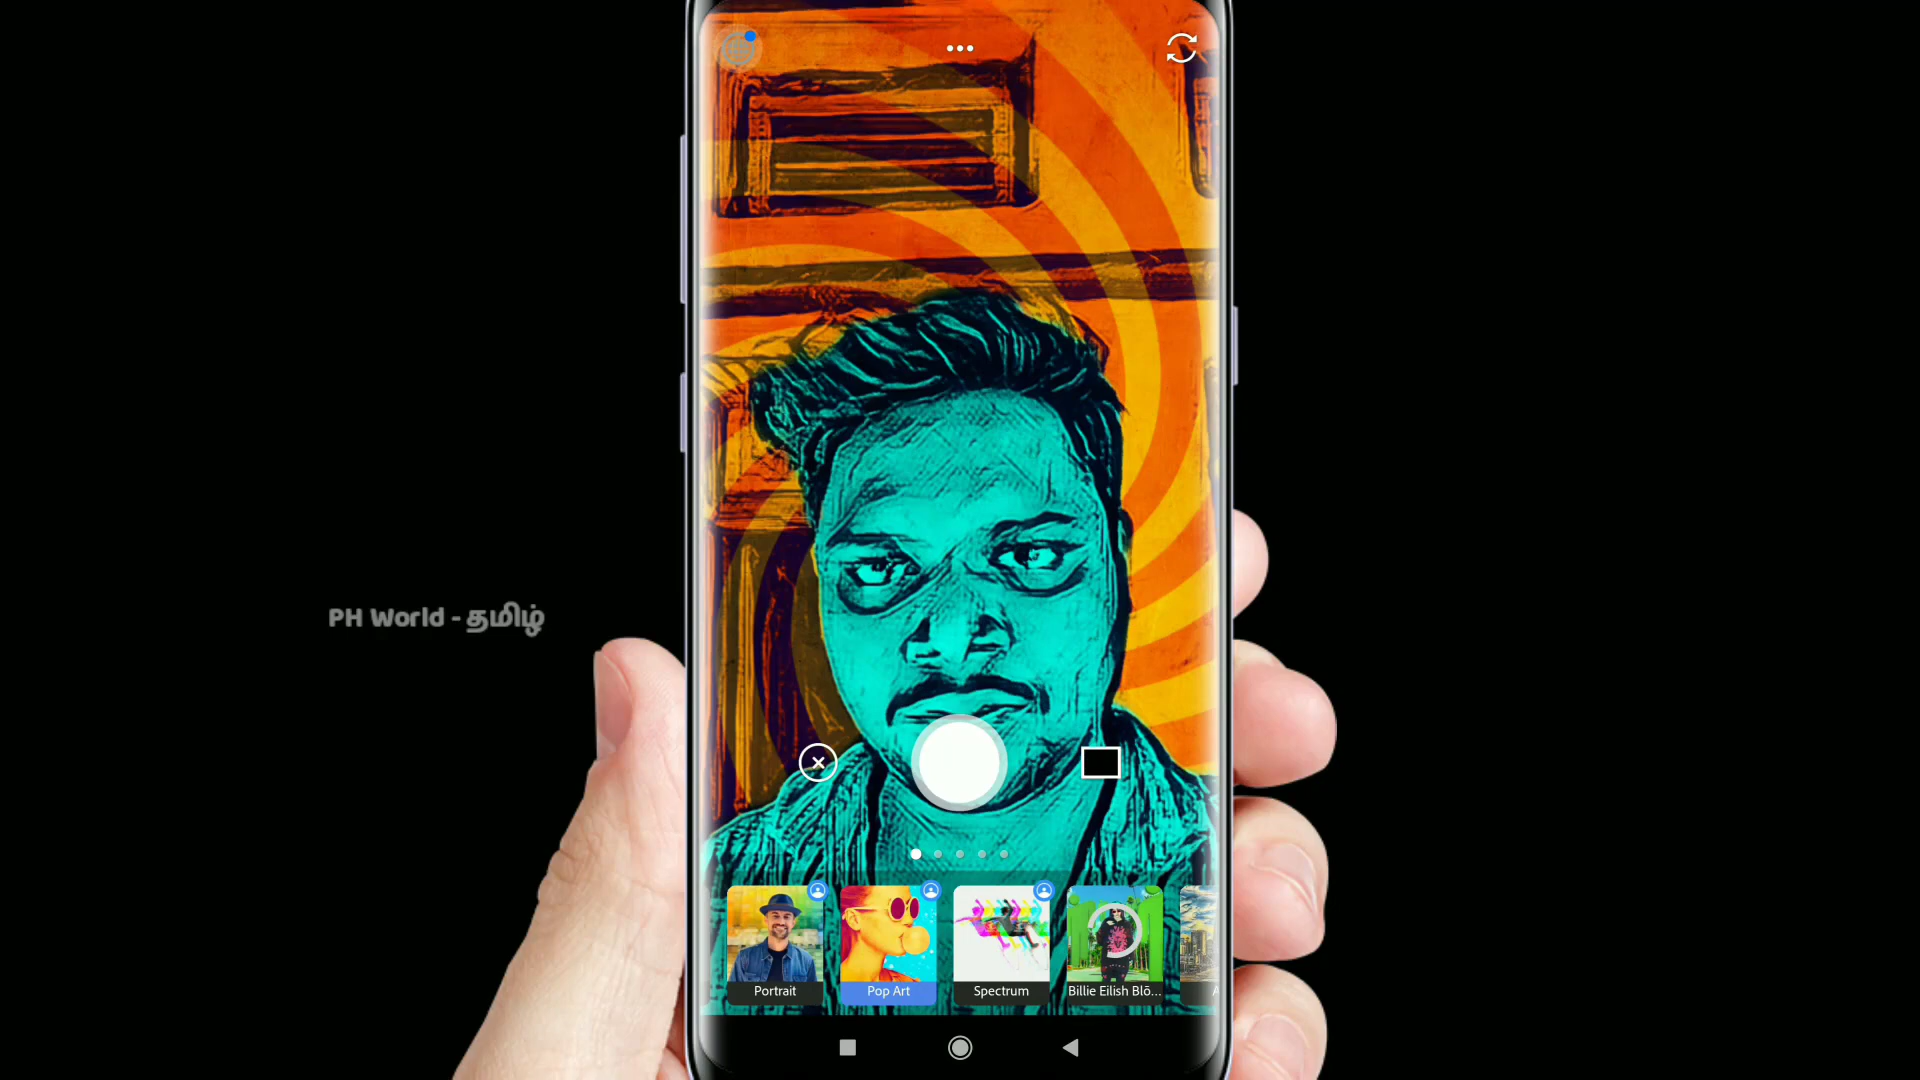 PH World - தமிழ்
Portrait
Pop Art
Spectrum
Billie Eilish Blō...
A